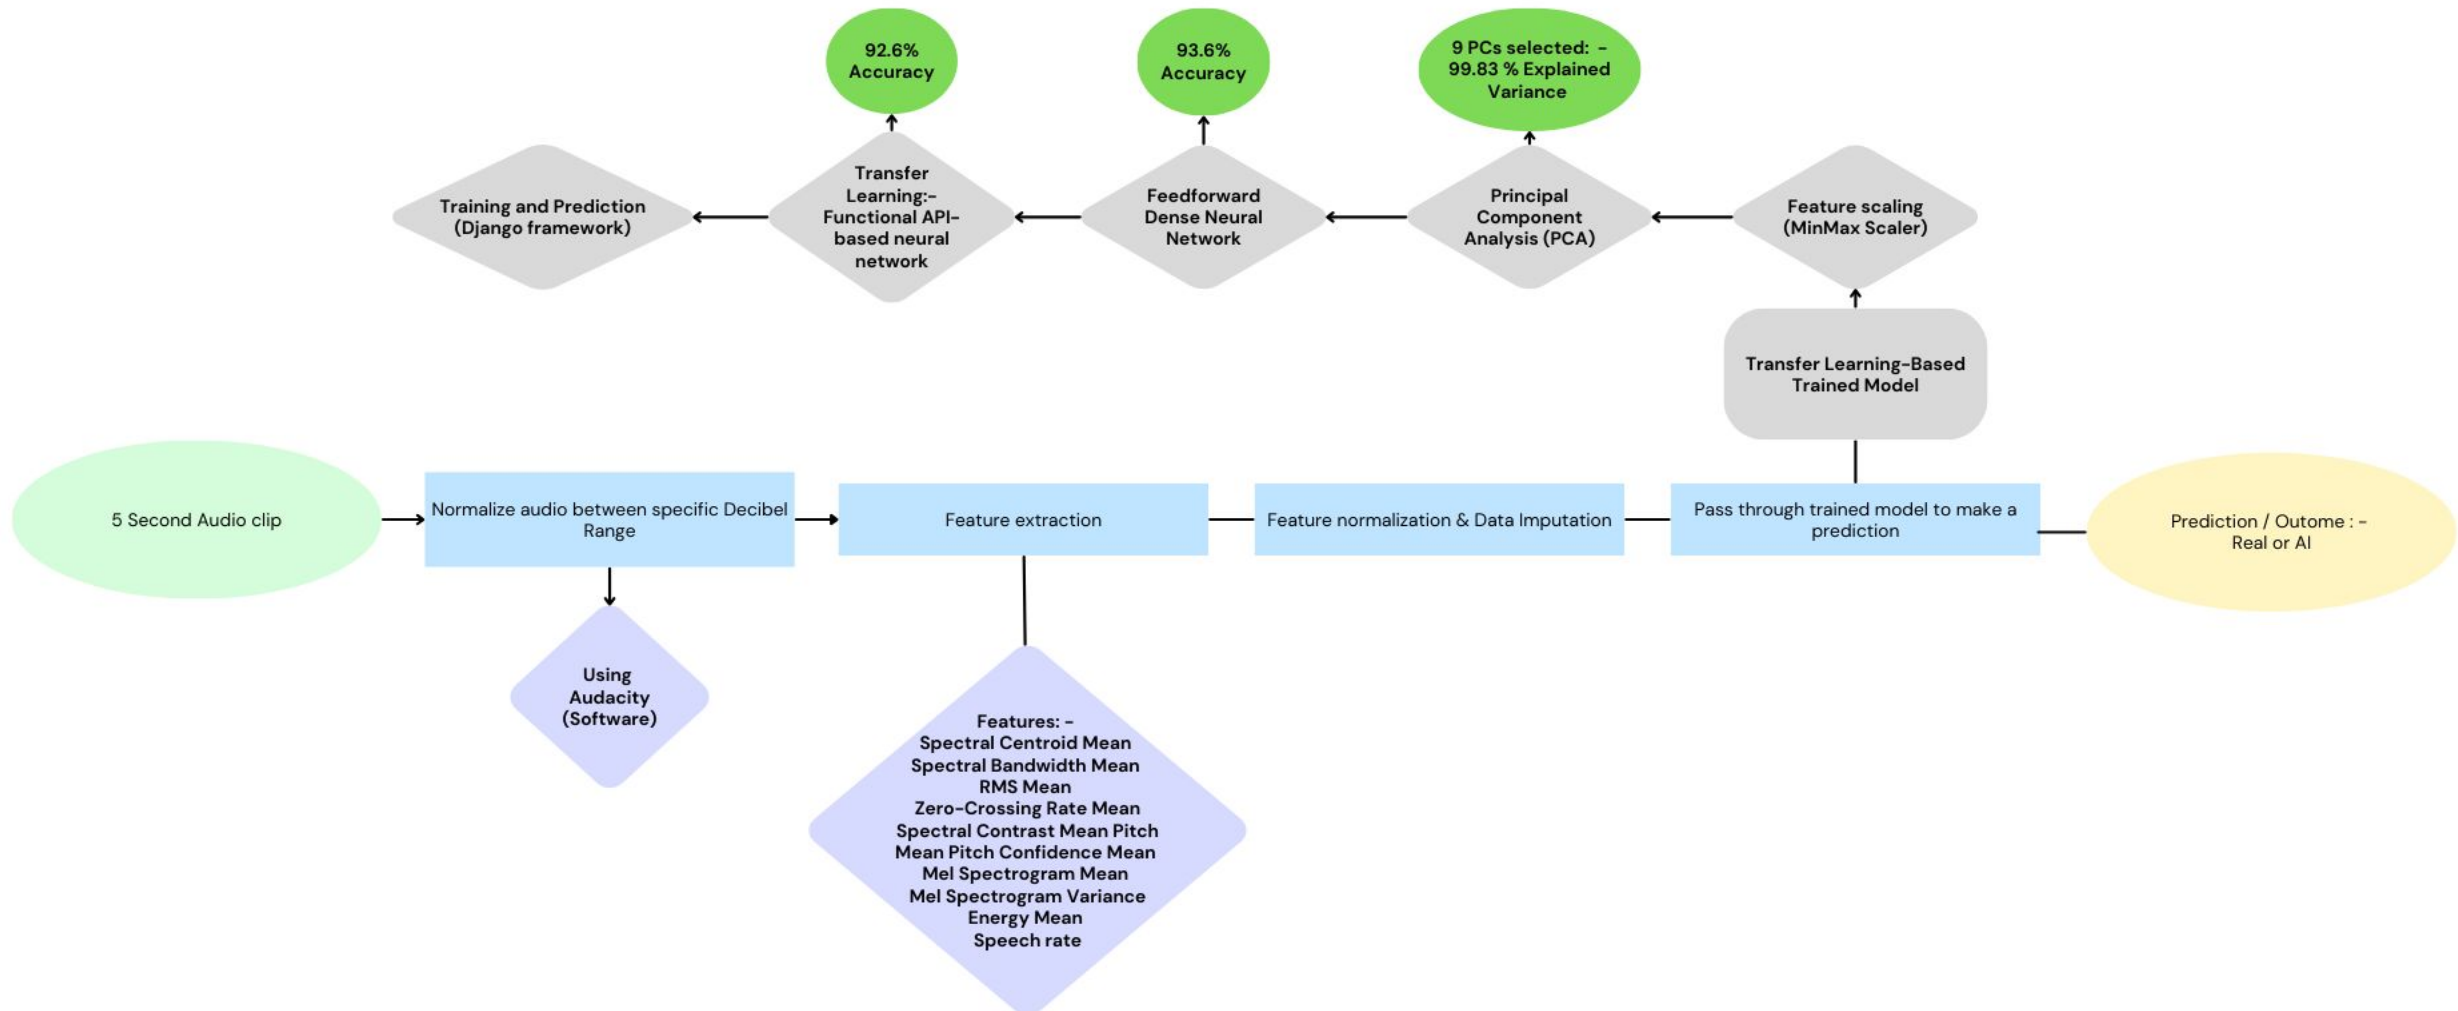 92.6%
Accuracy
93.6%
Accuracy
9 PCs selected: -
99.83 % Explained
Variance
Training and Prediction
(Django framework)
Transfer
Learning:-
Functional API-
based neural
network
Feedforward
Dense Neural
Network
Principal
Component
Analysis (PCA)
Feature scaling
(MinMax Scaler)
Transfer Learning-Based
Trained Model
5 Second Audio clip
Normalize audio between specific Decibel
Range
Feature extraction
Feature normalization & Data Imputation
Pass through trained model to make a
prediction
Prediction / Outome : -
Real or AI
Using
Audacity
(Software)
Features: -
Spectral Centroid Mean
Spectral Bandwidth Mean
RMS Mean
Zero-Crossing Rate Mean
Spectral Contrast Mean Pitch
Mean Pitch Confidence Mean
Mel Spectrogram Mean
Mel Spectrogram Variance
Energy Mean
Speech rate